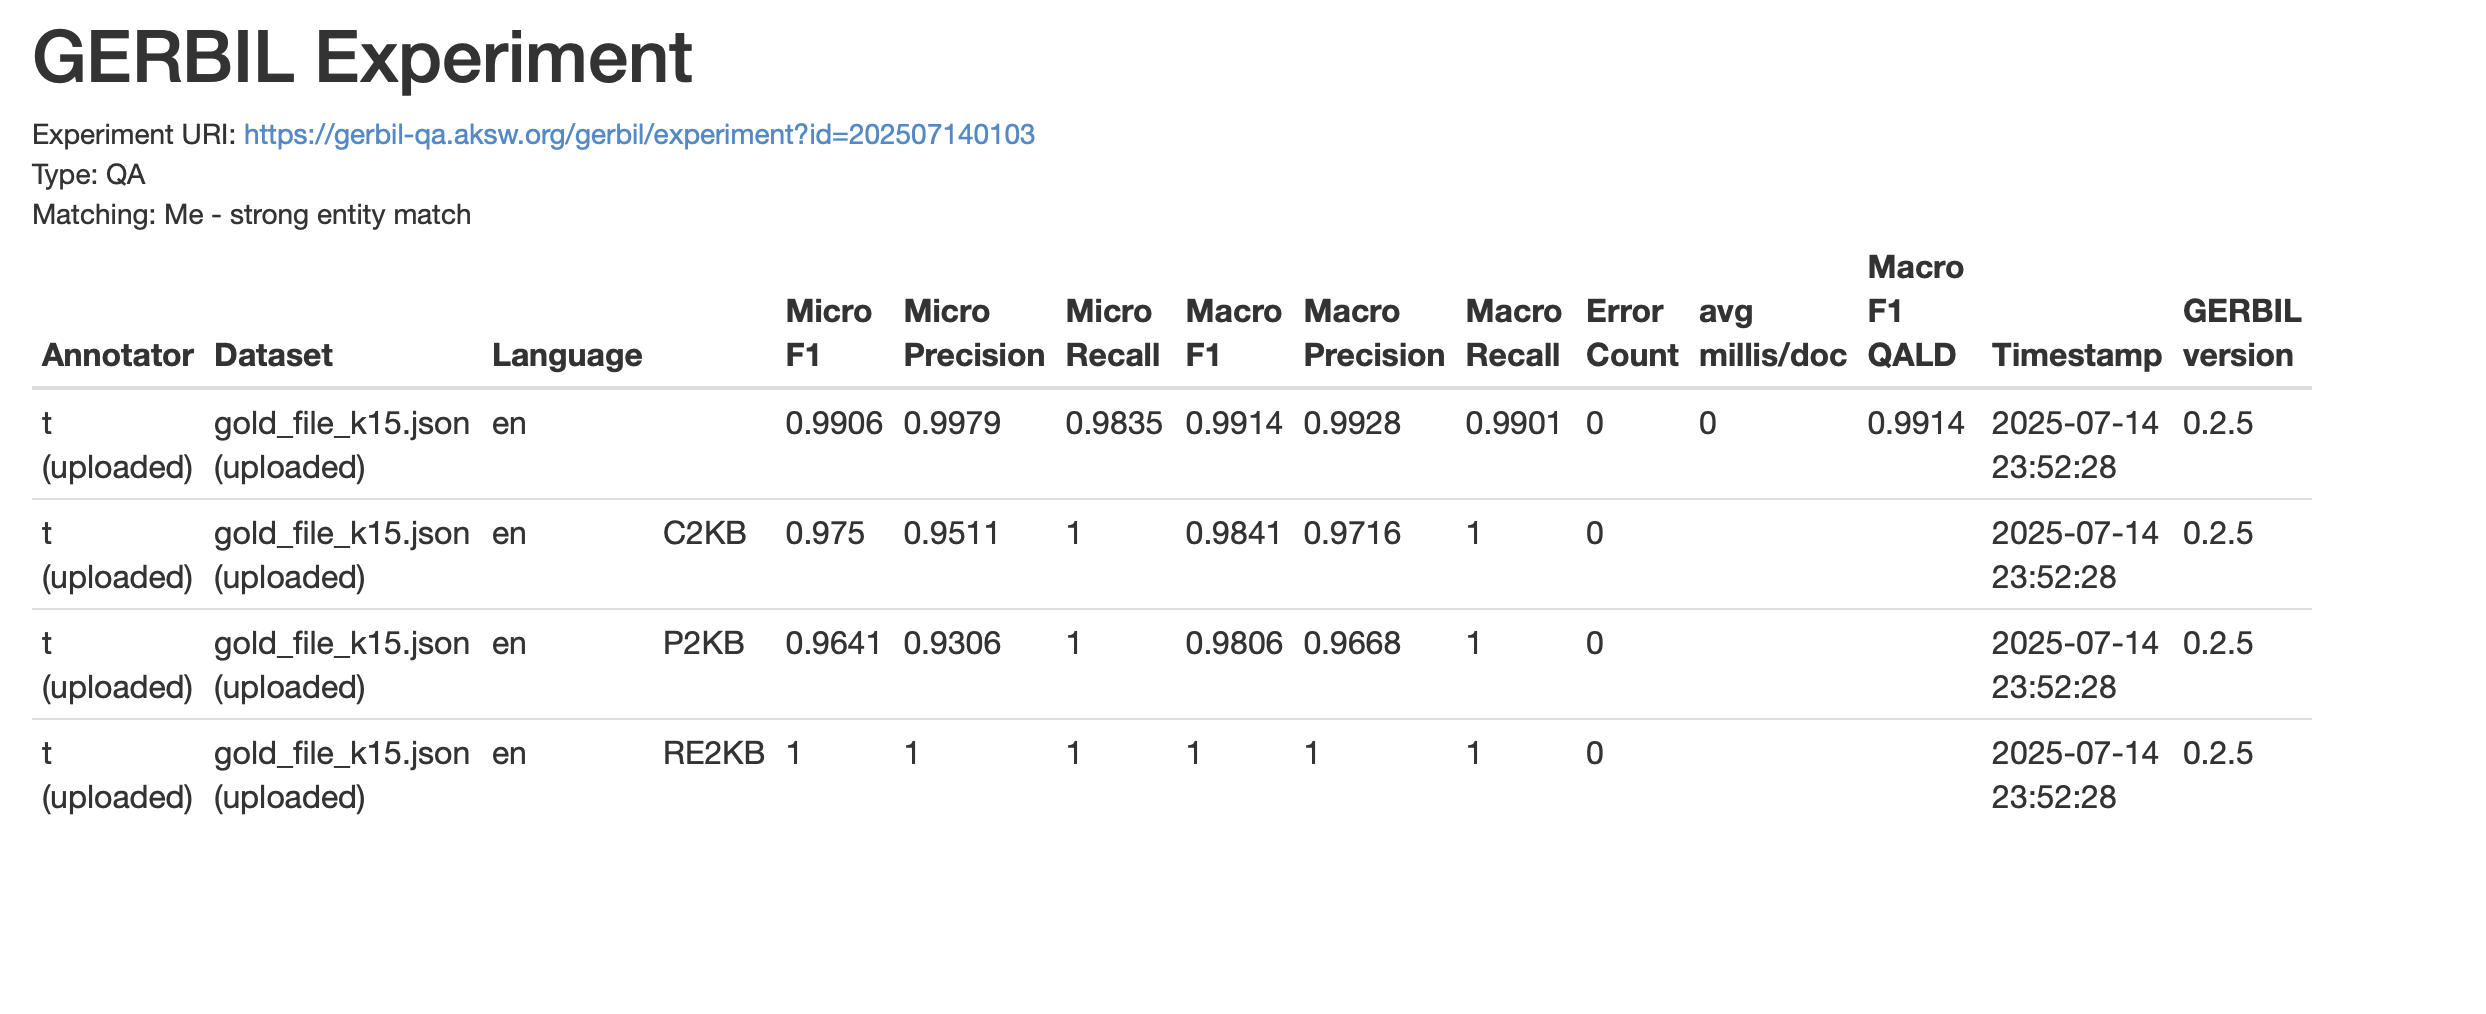 GERBIL Experiment
Experiment URI: https://gerbil-qa.aksw.org/gerbil/experiment?id=202507140103
Type: QA
Matching: Me - strong entity match
Annotator Dataset Language Micro F1 Micro Precision Micro Recall Macro F1 Macro Precision Macro Recall Error Count avg millis/doc Macro F1 QALD Timestamp GERBIL version
t (uploaded) gold_file_k15.json (uploaded) en 0.9906 0.9979 0.9835 0.9914 0.9928 0.9901 0 0 0.9914 2025-07-14 23:52:28 0.2.5
t (uploaded) gold_file_k15.json (uploaded) en C2KB 0.975 0.9511 1 0.9841 0.9716 1 0 2025-07-14 23:52:28 0.2.5
t (uploaded) gold_file_k15.json (uploaded) en P2KB 0.9641 0.9306 1 0.9806 0.9668 1 0 2025-07-14 23:52:28 0.2.5
t (uploaded) gold_file_k15.json (uploaded) en RE2KB 1 1 1 1 1 1 0 2025-07-14 23:52:28 0.2.5